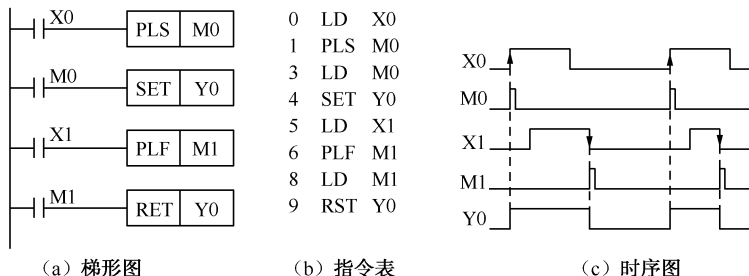 X0
PLS M0
M0
SET Y0
X1
PLF M1
M1
RET Y0
(a) 梯形图
0 LD X0
1 PLS M0
3 LD M0
4 SET Y0
5 LD X1
6 PLF M1
8 LD M1
9 RST Y0
(b) 指令表
X0
M0
X1
M1
Y0
(c) 时序图